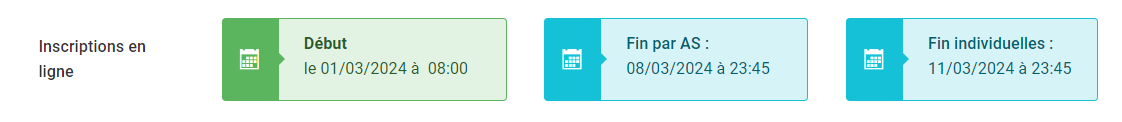 Inscriptions en
ligne
Début
le 01/03/2024 à 08:00
Fin par AS :
08/03/2024 à 23:45
Fin individuelles :
11/03/2024 à 23:45